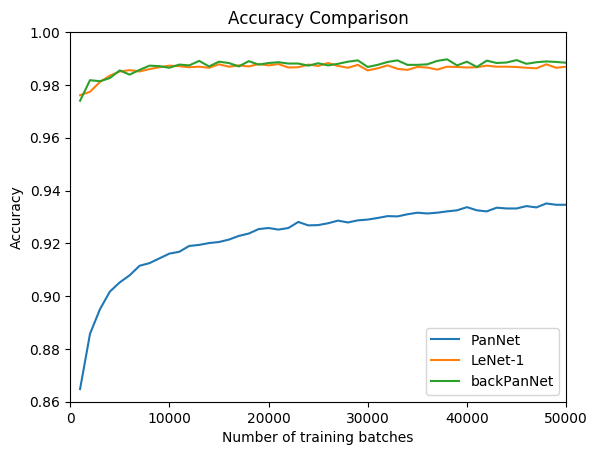 Accuracy Comparison
1.00
0.98
0.96
0.94
0.92
0.90
0.88
0.86
Accuracy
0
10000
20000
30000
40000
50000
Number of training batches
PanNet
LeNet-1
backPanNet